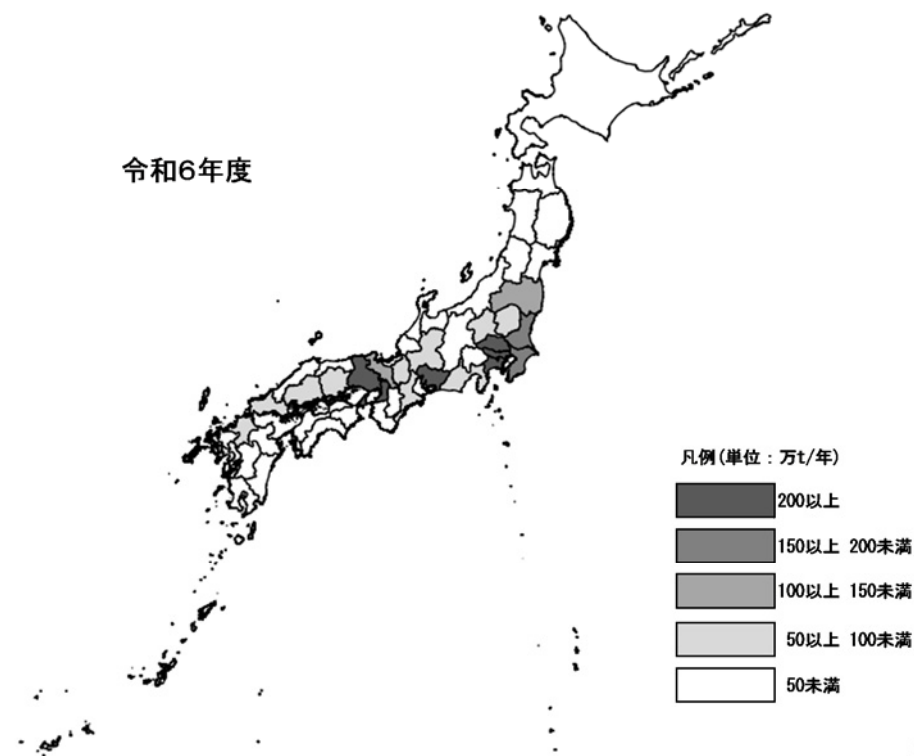 令和6年度
凡例(単位：万t/年)
200以上
150以上 200未満
100以上 150未満
50以上 100未満
50未満